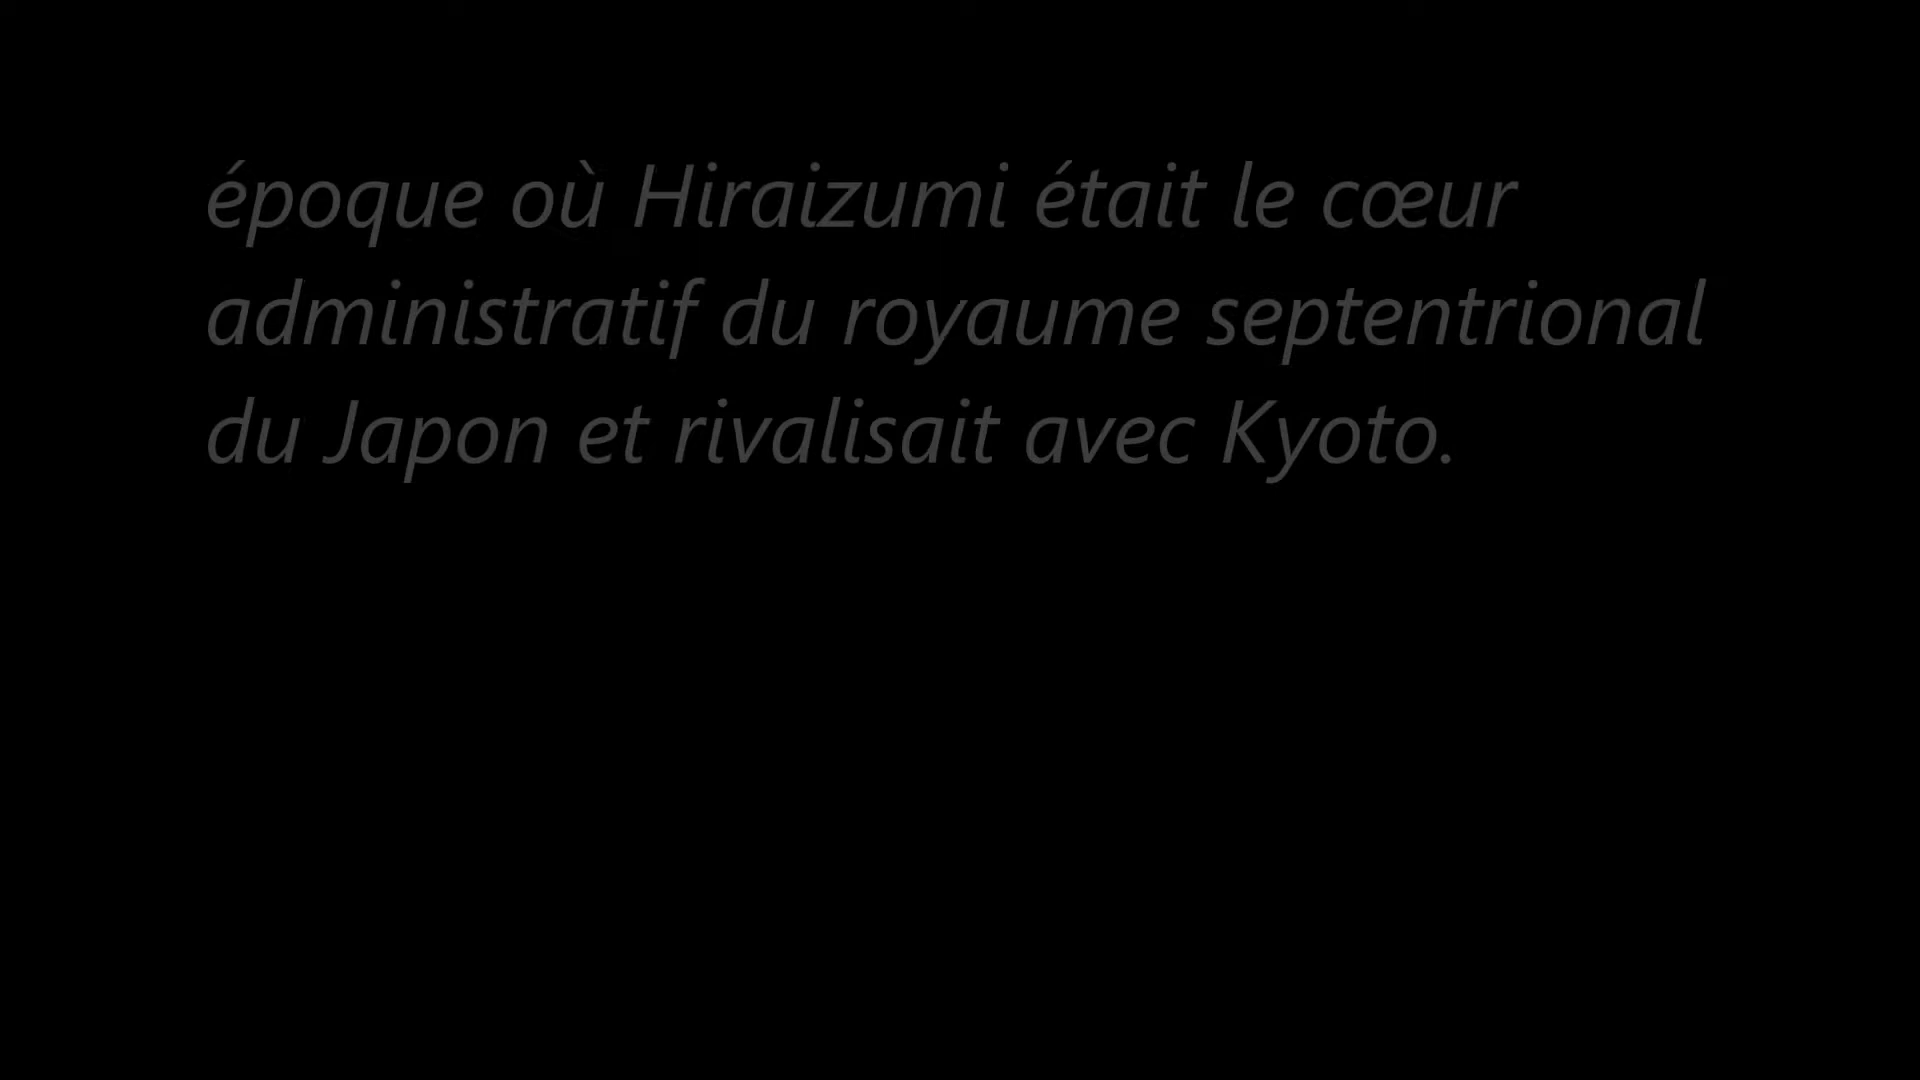 époque où Hiraizumi était le cœur
administratif du royaume septentrional
du Japon et rivalisait avec Kyoto.